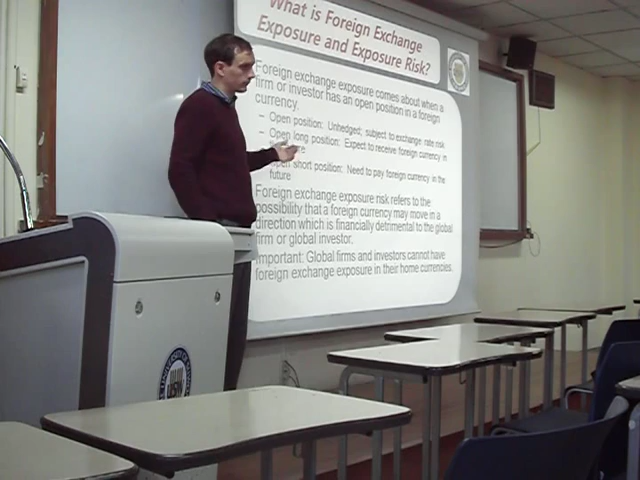 What is Foreign Exchange
Exposure and Exposure Risk?
Foreign exchange exposure comes about when a
firm or investor has an open position in a foreign
currency.
– Open position: Unhedged; subject to exchange rate risk
– Open long position: Expect to receive foreign currency in
short position: Need to pay foreign currency in the
future
Foreign exchange exposure risk refers to the
possibility that a foreign currency may move in a
direction which is financially detrimental to the global
firm or global investor.
Important: Global firms and investors cannot have
foreign exchange exposure in their home currencies.